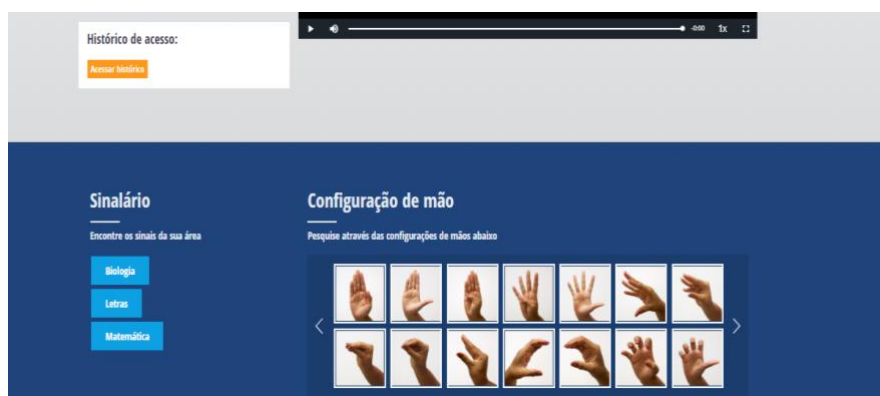 Histórico de acesso:
Acessar histórico
-0:00 1x
Sinalário
Encontre os sinais da sua área
Biologia
Letras
Matemática
Configuração de mão
Pesquise através das configurações de mãos abaixo